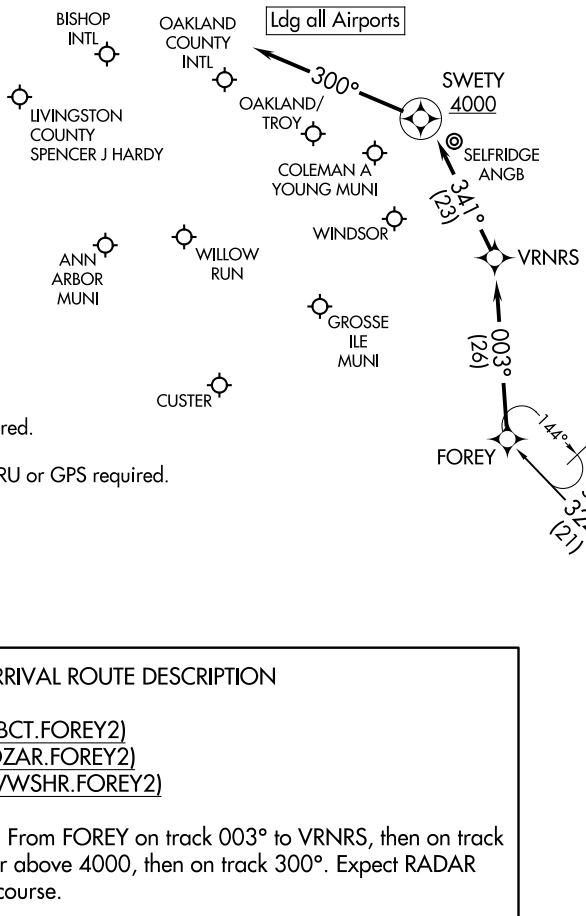 BISHOP
INTL
OAKLAND
COUNTY
INTL
Ldg all Airports
300°
SWETY
4000
LIVINGSTON
COUNTY
SPENCER J HARDY
OAKLAND/
TROY
SELFRIDGE
ANGB
COLEMAN A
YOUNG MUNI
341°
(23)
WINDSOR
ANN
ARBOR
MUNI
WILLOW
RUN
VRNRS
GROSSE
ILE
MUNI
003°
(26)
CUSTER
144°
FOREY
(21)
RU or GPS required.
RRIVAL ROUTE DESCRIPTION
BCT.FOREY2)
ZAR.FOREY2)
WSHR.FOREY2)
From FOREY on track 003° to VRNRS, then on track
r above 4000, then on track 300°. Expect RADAR
course.